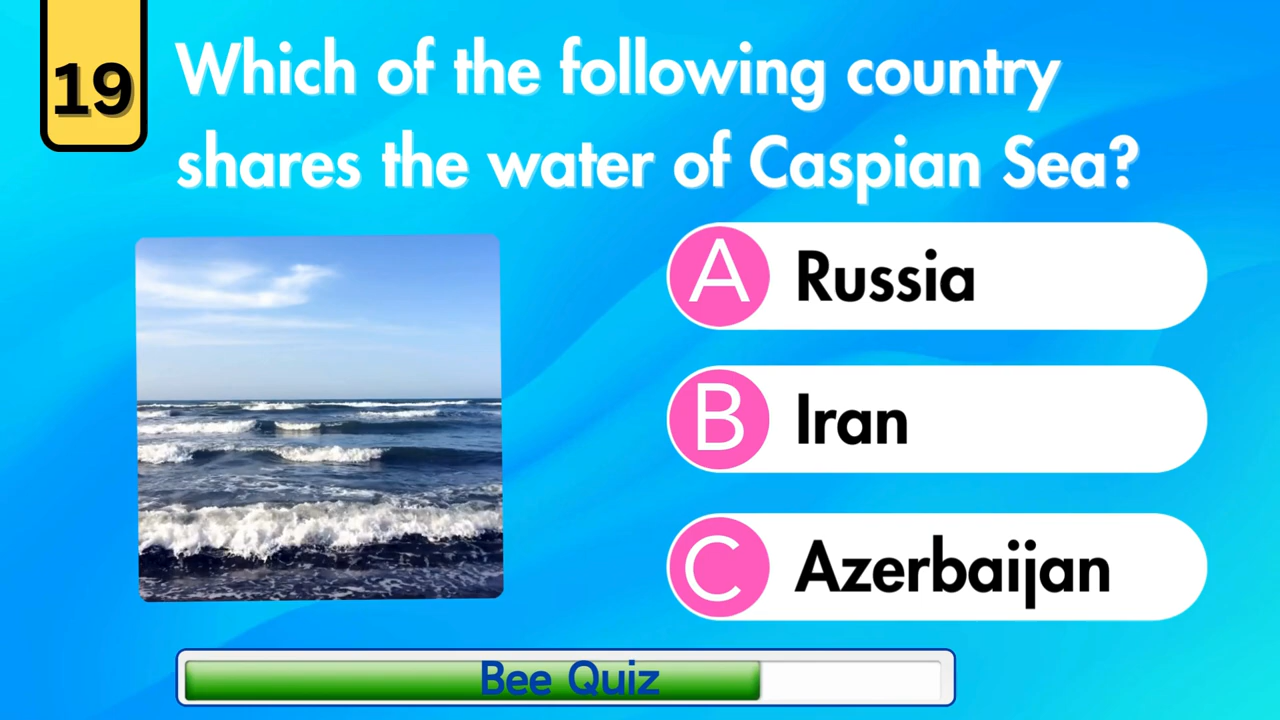 19
Which of the following country
shares the water of Caspian Sea?
A Russia
B Iran
C Azerbaijan
Bee Quiz